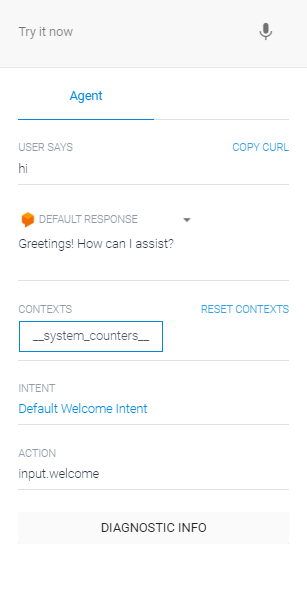 Try it now
Agent
USER SAYS COPY CURL
hi
DEFAULT RESPONSE
Greetings! How can I assist?
CONTEXTS RESET CONTEXTS
__system_counters__
INTENT
Default Welcome Intent
ACTION
input.welcome
DIAGNOSTIC INFO